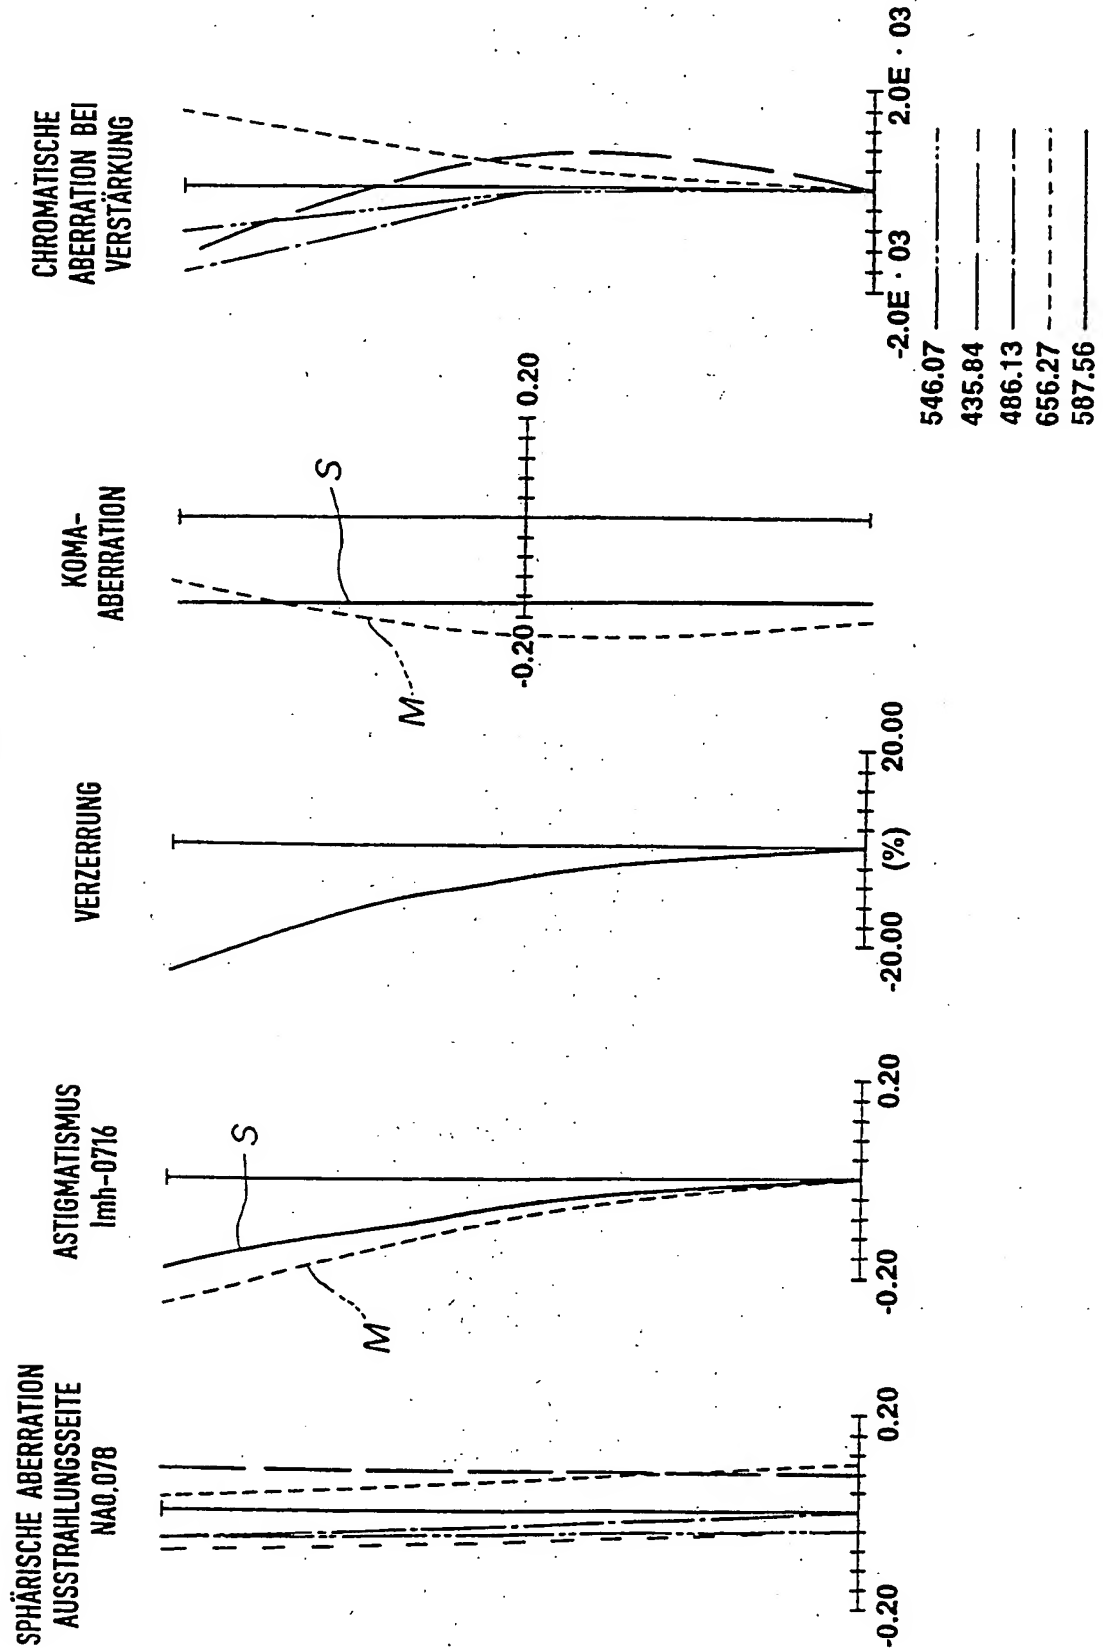 SPHÄRISCHE ABERRATION
AUSSTRAHLUNGSSEITE
NA0,078
-0.20
0.20
ASTIGMATISMUS
Imh-0716
S
M
-0.20
0.20
VERZERRUNG
-20.00
(%)
20.00
KOMA-
ABERRATION
S
M
-0.20
0.20
CHROMATISCHE
ABERRATION BEI
VERSTÄRKUNG
-2.0E · 03
2.0E · 03
546.07
435.84
486.13
656.27
587.56